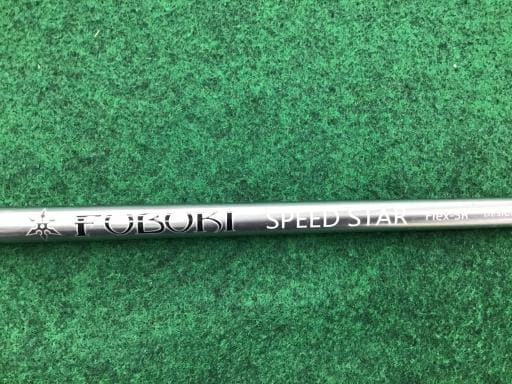 FUBUKI SPEED STAR Flex-SR